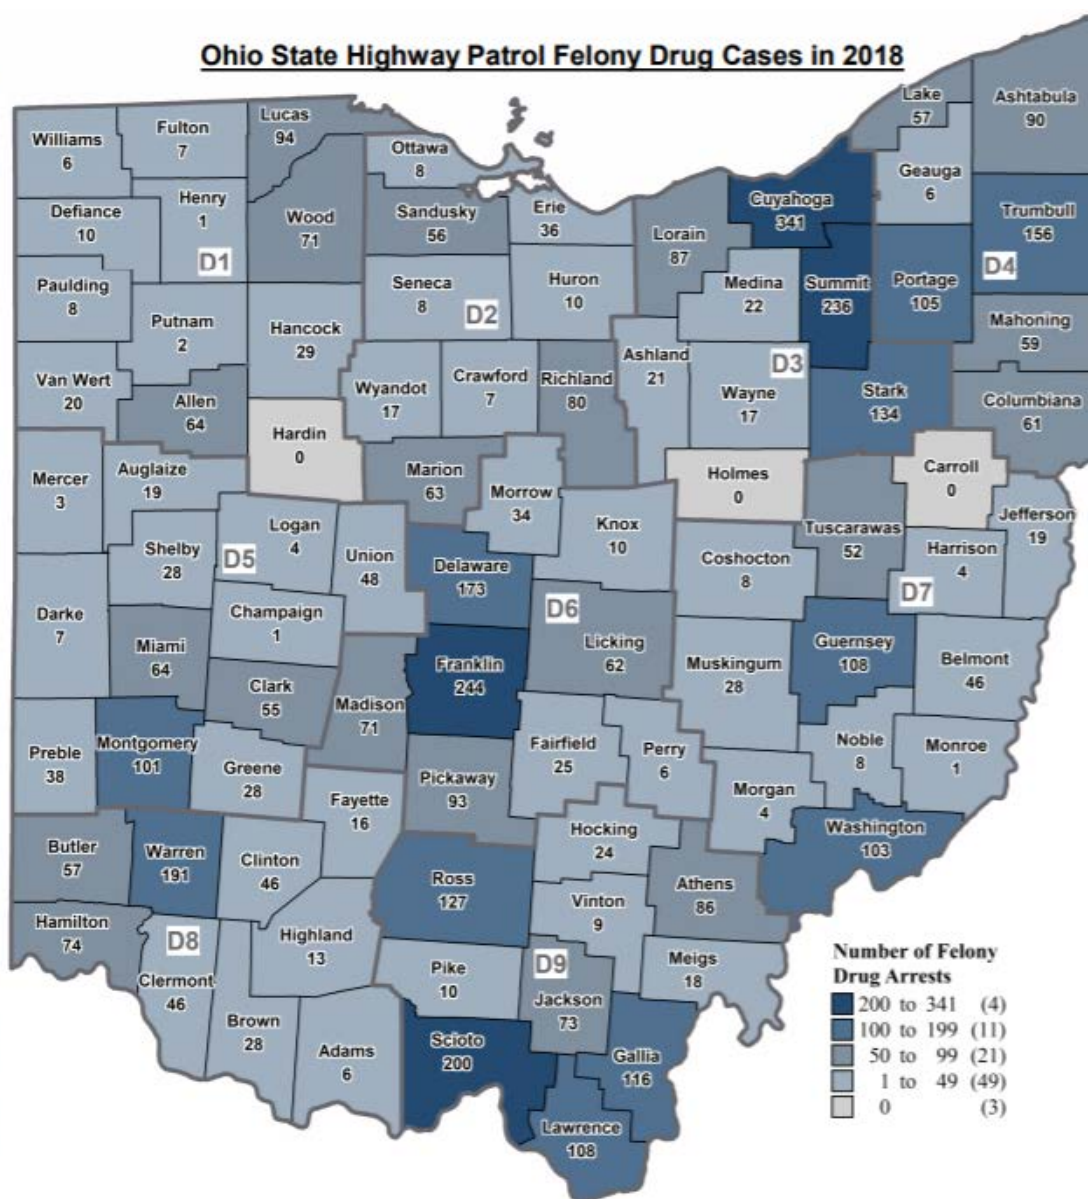 Ohio State Highway Patrol Felony Drug Cases in 2018
Lake
57
Ashtabula
90
Lucas
94
Fulton
7
Williams
6
Ottawa
8
Geauga
6
Cuyahoga
341
Henry
1
Defiance
10
Wood
71
Sandusky
56
Erie
36
Trumbull
156
Lorain
87
D1
D4
Paulding
8
Seneca
8
D2
Huron
10
Medina
22
Summit
236
Portage
105
Putnam
2
Hancock
29
Mahoning
59
Van Wert
20
Allen
64
Wyandot
17
Crawford
7
Richland
80
Ashland
21
D3
Wayne
17
Stark
134
Columbiana
61
Hardin
0
Marion
63
Morrow
34
Holmes
0
Carroll
0
Mercer
3
Auglaize
19
Logan
4
Knox
10
Tuscarawas
52
Jefferson
19
Shelby
28
D5
Union
48
Delaware
173
Coshocton
8
Harrison
4
D7
Darke
7
Champaign
1
D6
Miami
64
Licking
62
Guernsey
108
Franklin
244
Muskingum
28
Belmont
46
Clark
55
Madison
71
Preble
38
Montgomery
101
Greene
28
Fairfield
25
Perry
6
Noble
8
Monroe
1
Pickaway
93
Fayette
16
Morgan
4
Hocking
24
Washington
103
Butler
57
Warren
191
Clinton
46
Ross
127
Athens
86
Vinton
9
Hamilton
74
D8
Highland
13
Clermont
46
Pike
10
D9
Meigs
18
Jackson
73
Brown
28
Adams
6
Scioto
200
Gallia
116
Lawrence
108
Number of Felony
Drug Arrests
200 to 341 (4)
100 to 199 (11)
50 to 99 (21)
1 to 49 (49)
0 (3)